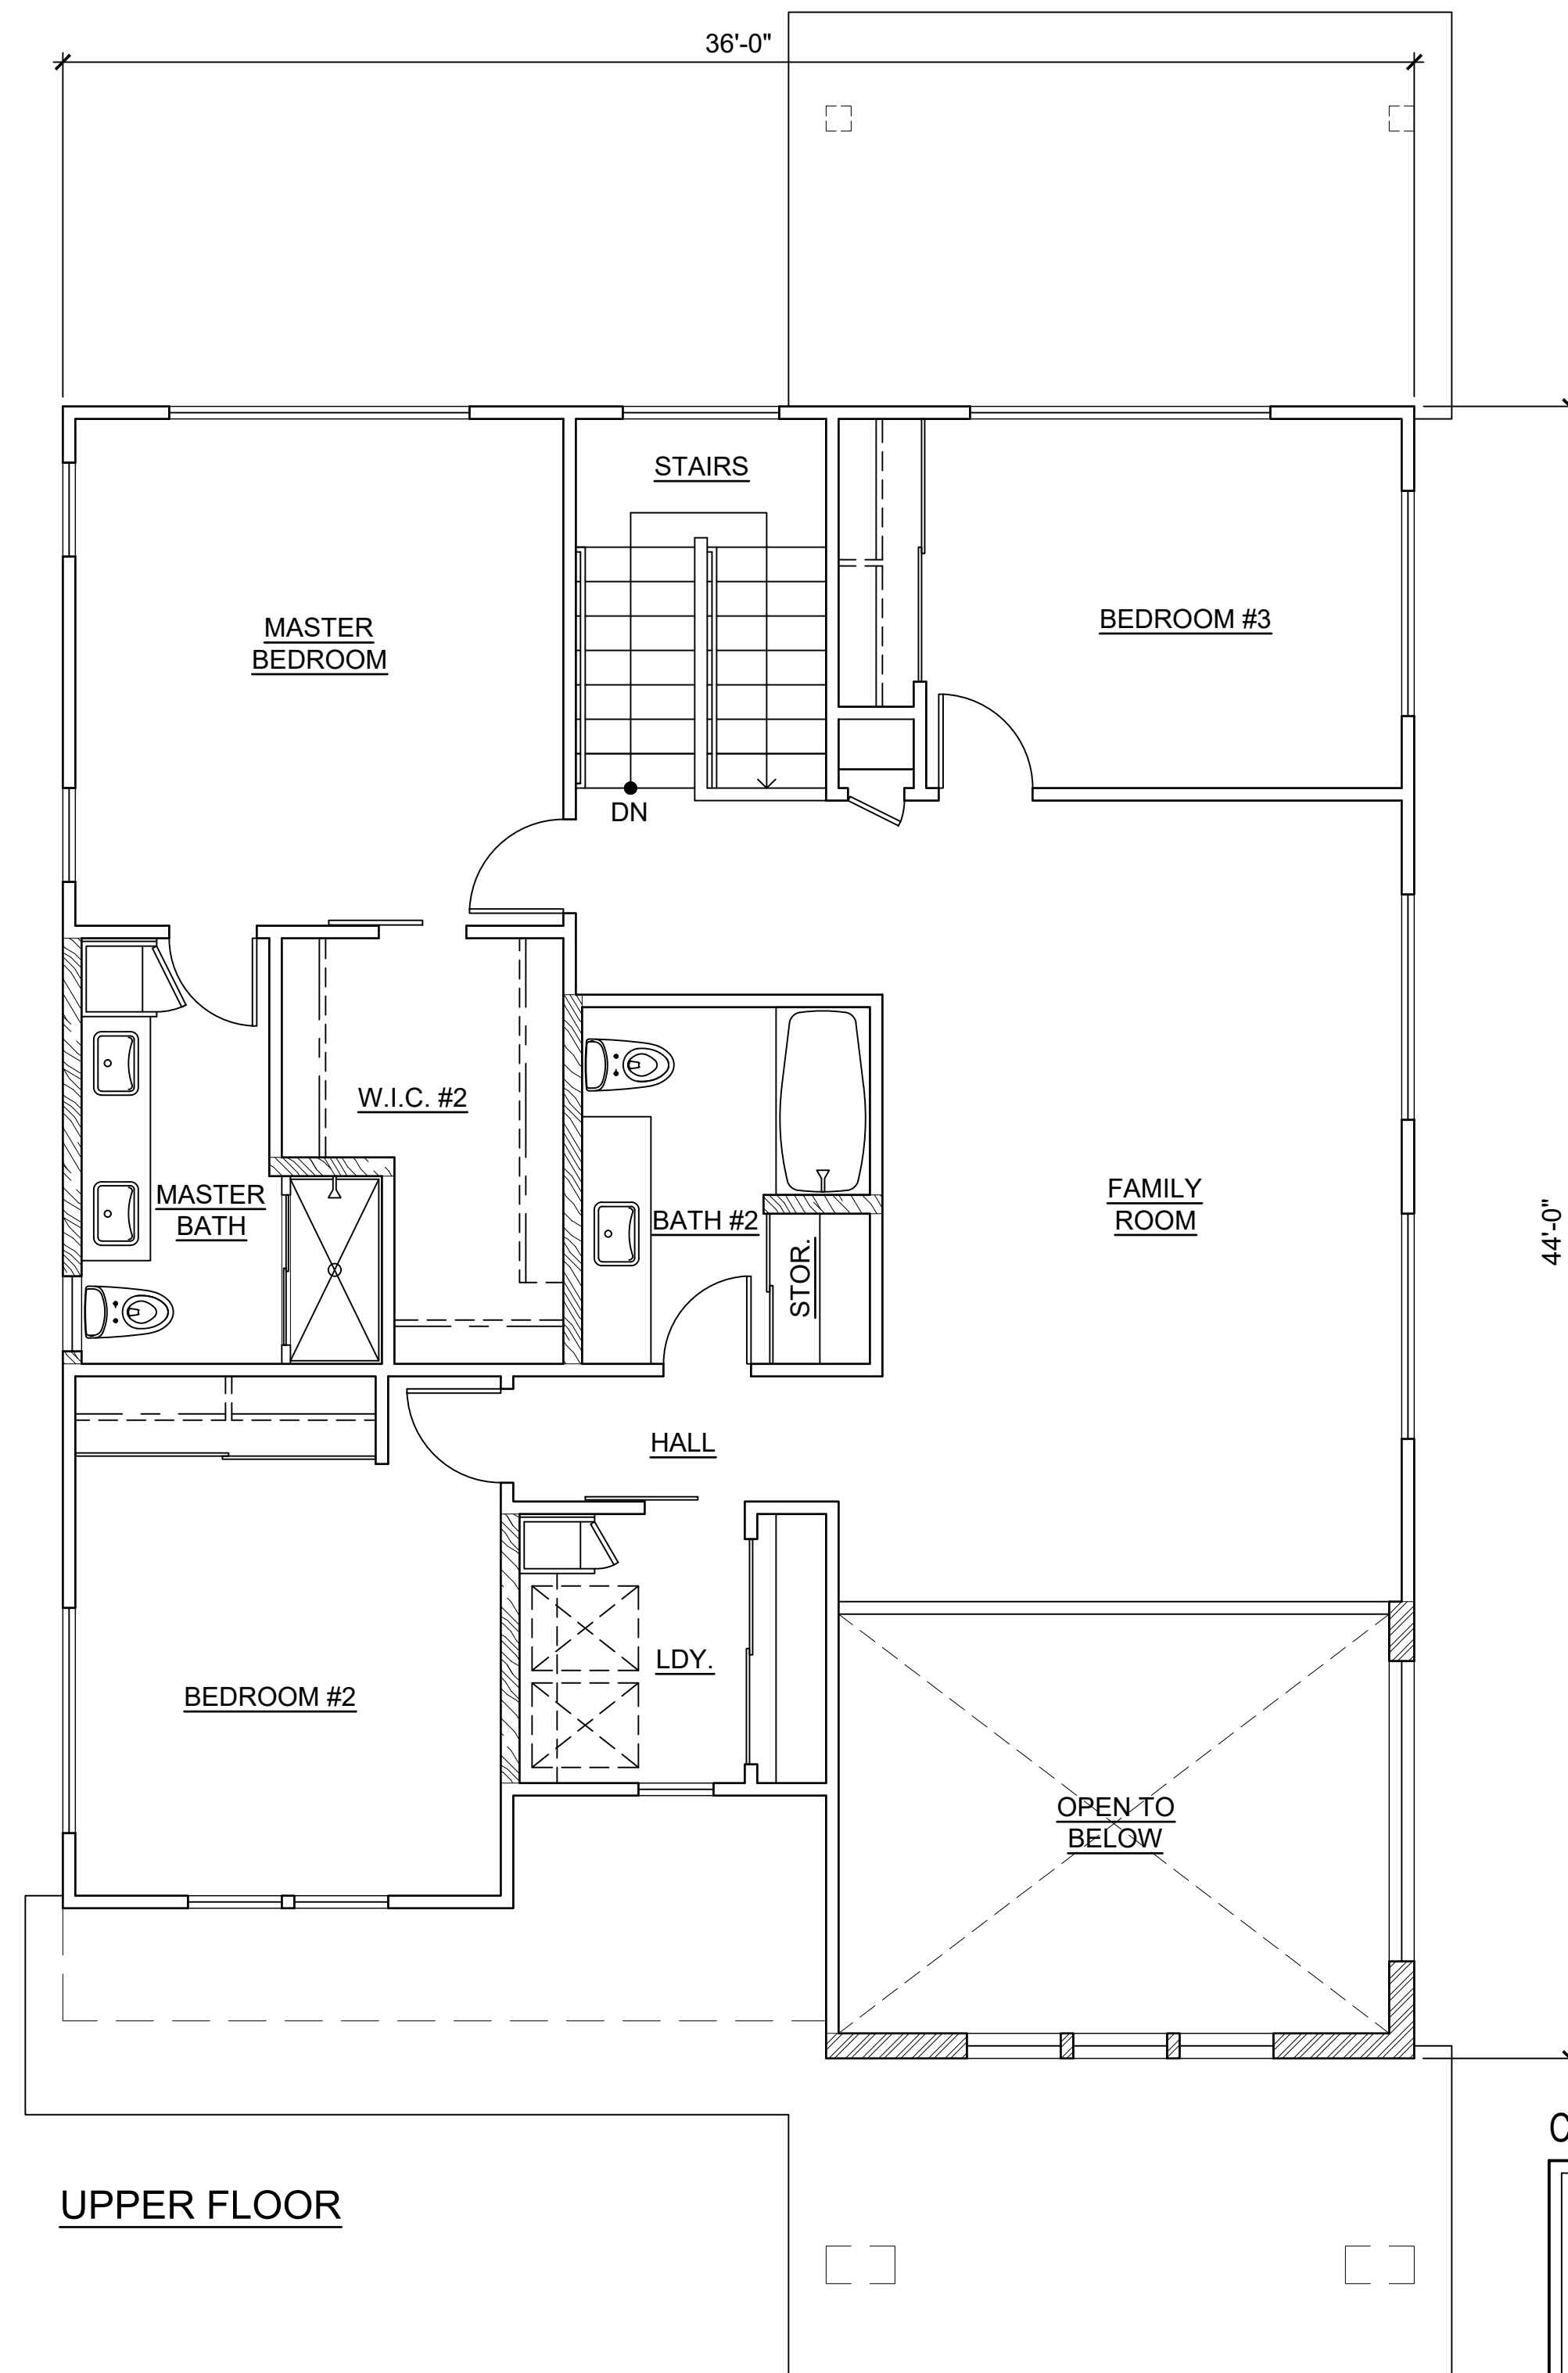 36'-0"
STAIRS
MASTER
BEDROOM
BEDROOM #3
DN
W.I.C. #2
MASTER
BATH
BATH #2
STOR.
FAMILY
ROOM
44'-0"
HALL
LDY.
BEDROOM #2
OPEN TO
BELOW
UPPER FLOOR